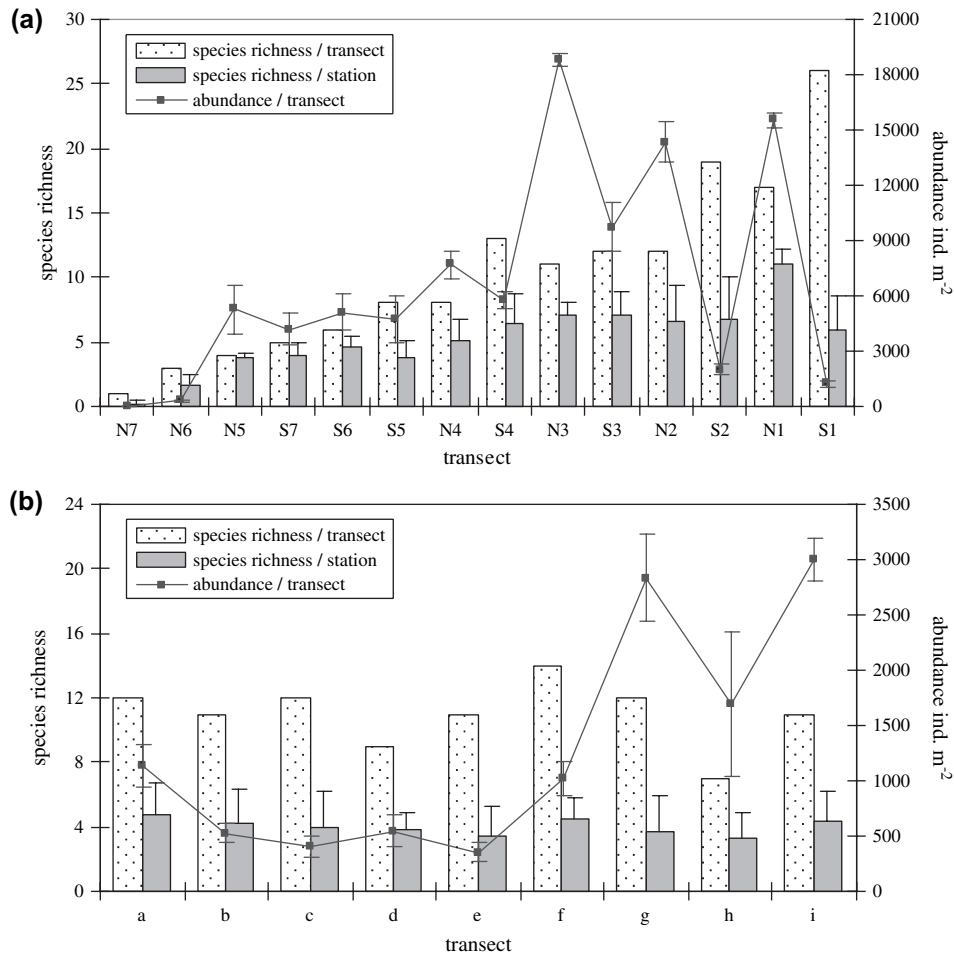 (a)
30
25
20
15
10
5
0
species richness
species richness / transect
species richness / station
abundance / transect
21000
18000
15000
12000
9000
6000
3000
0
abundance ind. m-2
N7 N6 N5 S7 S6 S5 N4 S4 N3 S3 N2 S2 N1 S1
transect
(b)
24
20
16
12
8
4
0
species richness
species richness / transect
species richness / station
abundance / transect
3500
3000
2500
2000
1500
1000
500
0
abundance ind. m-2
a b c d e f g h i
transect